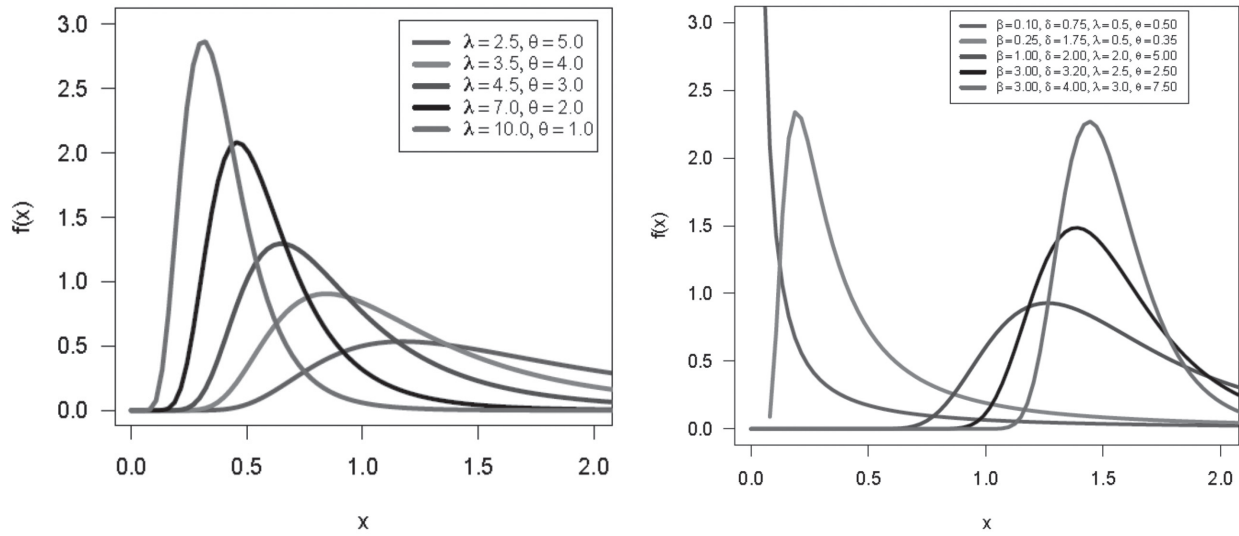 3.0
2.5
2.0
1.5
1.0
0.5
0.0
f(x)
λ = 2.5, θ = 5.0
λ = 3.5, θ = 4.0
λ = 4.5, θ = 3.0
λ = 7.0, θ = 2.0
λ = 10.0, θ = 1.0
0.0 0.5 1.0 1.5 2.0
x
3.0
2.5
2.0
1.5
1.0
0.5
0.0
f(x)
β = 0.10, δ = 0.75, λ = 0.5, θ = 0.50
β = 0.25, δ = 1.75, λ = 0.5, θ = 0.35
β = 1.00, δ = 2.00, λ = 2.0, θ = 5.00
β = 3.00, δ = 3.20, λ = 2.5, θ = 2.50
β = 3.00, δ = 4.00, λ = 3.0, θ = 7.50
0.0 0.5 1.0 1.5 2.0
x